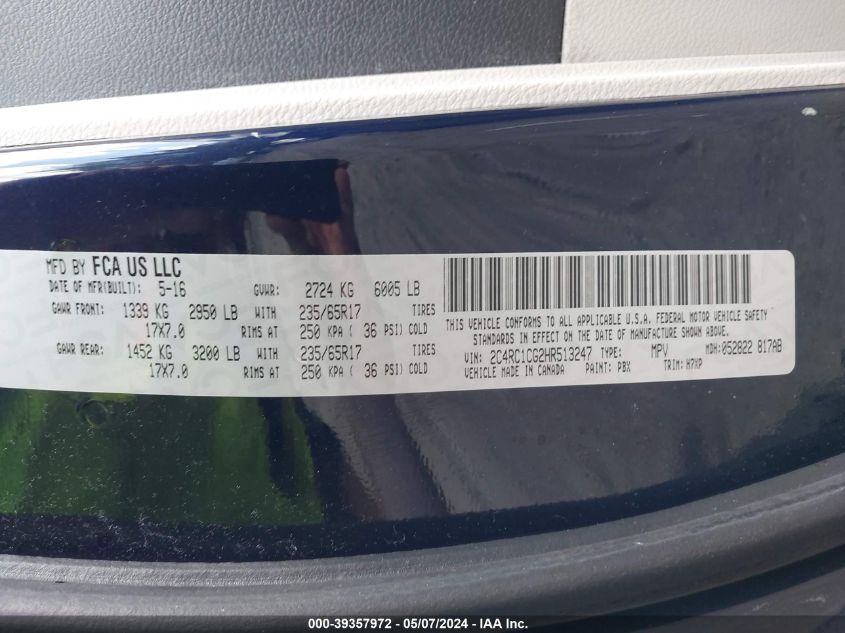 MFD BY FCA US LLC
DATE OF MFR(BUILT): 5-16 GVWR: 2724 KG 6005 LB
GAWR FRONT: 1339 KG 2950 LB WITH 235/65R17 TIRES
17X7.0 RIMS AT 250 KPA ( 36 PSI) COLD
GAWR REAR: 1452 KG 3200 LB WITH 235/65R17 TIRES
17X7.0 RIMS AT 250 KPA ( 36 PSI) COLD
THIS VEHICLE CONFORMS TO ALL APPLICABLE U.S.A. FEDERAL MOTOR VEHICLE SAFETY
STANDARDS IN EFFECT ON THE DATE OF MANUFACTURE SHOWN ABOVE.
VIN: 2C4RC1CG2HR513247 TYPE: MPV MDH:052822 817AB
VEHICLE MADE IN CANADA PAINT: PBX TRIM: H7XP
000-39357972 / 05/07/2024 - IAA Inc.